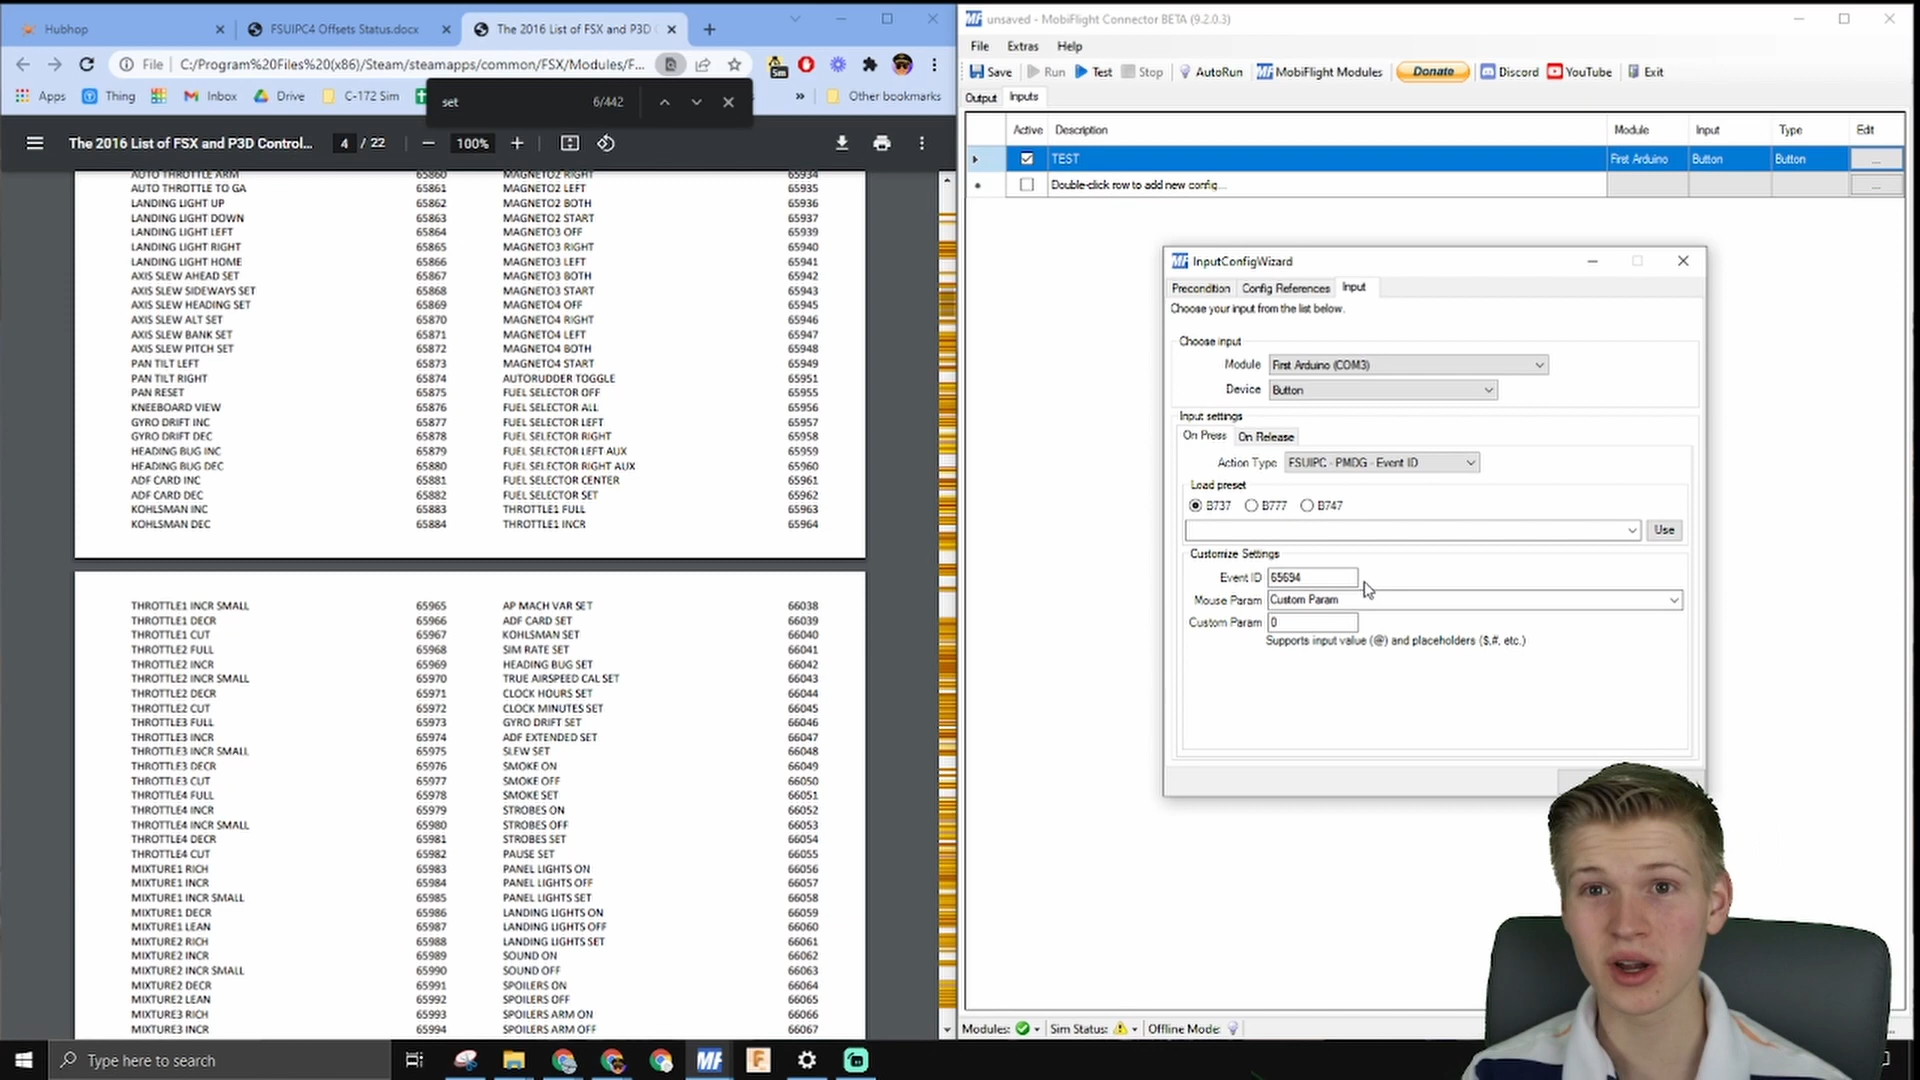 Hubhop
FSUIPC4 Offsets Status.docx
The 2016 List of FSX and P3D C
File
C:/Program%20Files%20(x86)/Steam/steamapps/common/FSX/Modules/F...
5m
Apps
Thing
Inbox
Drive
C-172 Sim
set
6/442
»
Other bookmarks
The 2016 List of FSX and P3D Control...
4 / 22
100%
AUTO THROTTLE ARM 65860 MAGNETO2 RIGHT 65934
AUTO THROTTLE TO GA 65861 MAGNETO2 LEFT 65935
LANDING LIGHT UP 65862 MAGNETO2 BOTH 65936
LANDING LIGHT DOWN 65863 MAGNETO2 START 65937
LANDING LIGHT LEFT 65864 MAGNETO3 OFF 65939
LANDING LIGHT RIGHT 65865 MAGNETO3 RIGHT 65940
LANDING LIGHT HOME 65866 MAGNETO3 LEFT 65941
AXIS SLEW AHEAD SET 65867 MAGNETO3 BOTH 65942
AXIS SLEW SIDEWAYS SET 65868 MAGNETO3 START 65943
AXIS SLEW HEADING SET 65869 MAGNETO4 OFF 65945
AXIS SLEW ALT SET 65870 MAGNETO4 RIGHT 65946
AXIS SLEW BANK SET 65871 MAGNETO4 LEFT 65947
AXIS SLEW PITCH SET 65872 MAGNETO4 BOTH 65948
PAN TILT LEFT 65873 MAGNETO4 START 65949
PAN TILT RIGHT 65874 AUTORUDDER TOGGLE 65951
PAN RESET 65875 FUEL SELECTOR OFF 65955
KNEEBOARD VIEW 65876 FUEL SELECTOR ALL 65956
GYRO DRIFT INC 65877 FUEL SELECTOR LEFT 65957
GYRO DRIFT DEC 65878 FUEL SELECTOR RIGHT 65958
HEADING BUG INC 65879 FUEL SELECTOR LEFT AUX 65959
HEADING BUG DEC 65880 FUEL SELECTOR RIGHT AUX 65960
ADF CARD INC 65881 FUEL SELECTOR CENTER 65961
ADF CARD DEC 65882 FUEL SELECTOR SET 65962
KOHLSMAN INC 65883 THROTTLE1 FULL 65963
KOHLSMAN DEC 65884 THROTTLE1 INCR 65964
THROTTLE1 INCR SMALL 65965 AP MACH VAR SET 66038
THROTTLE1 DECR 65966 ADF CARD SET 66039
THROTTLE1 CUT 65967 KOHLSMAN SET 66040
THROTTLE2 FULL 65968 SIM RATE SET 66041
THROTTLE2 INCR 65969 HEADING BUG SET 66042
THROTTLE2 INCR SMALL 65970 TRUE AIRSPEED CAL SET 66043
THROTTLE2 DECR 65971 CLOCK HOURS SET 66044
THROTTLE2 CUT 65972 CLOCK MINUTES SET 66045
THROTTLE3 FULL 65973 GYRO DRIFT SET 66046
THROTTLE3 INCR 65974 ADF EXTENDED SET 66047
THROTTLE3 INCR SMALL 65975 SLEW SET 66048
THROTTLE3 DECR 65976 SMOKE ON 66049
THROTTLE3 CUT 65977 SMOKE OFF 66050
THROTTLE4 FULL 65978 SMOKE SET 66051
THROTTLE4 INCR 65979 STROBES ON 66052
THROTTLE4 INCR SMALL 65980 STROBES OFF 66053
THROTTLE4 DECR 65981 STROBES SET 66054
THROTTLE4 CUT 65982 PAUSE SET 66055
MIXTURE1 RICH 65983 PANEL LIGHTS ON 66056
MIXTURE1 INCR 65984 PANEL LIGHTS OFF 66057
MIXTURE1 INCR SMALL 65985 PANEL LIGHTS SET 66058
MIXTURE1 DECR 65986 LANDING LIGHTS ON 66059
MIXTURE1 LEAN 65987 LANDING LIGHTS OFF 66060
MIXTURE2 RICH 65988 LANDING LIGHTS SET 66061
MIXTURE2 INCR 65989 SOUND ON 66062
MIXTURE2 INCR SMALL 65990 SOUND OFF 66063
MIXTURE2 DECR 65991 SPOILERS ON 66064
MIXTURE2 LEAN 65992 SPOILERS OFF 66065
MIXTURE3 RICH 65993 SPOILERS ARM ON 66066
MIXTURE3 INCR 65994 SPOILERS ARM OFF 66067
MF unsaved - MobiFlight Connector BETA (9.2.0.3)
File Extras Help
Save Run Test Stop AutoRun MF MobiFlight Modules Donate Discord YouTube Exit
Output Inputs
Active Description Module Input Type Edit
TEST First Arduino Button Button ...
Double-click row to add new config... ...
MF InputConfigWizard
Precondition Config References Input
Choose your input from the list below.
Choose input
Module First Arduino (COM3)
Device Button
Input settings
On Press On Release
Action Type FSUIPC - PMDG - Event ID
Load preset
B737 B777 B747
Use
Customize Settings
Event ID 65694
Mouse Param Custom Param
Custom Param 0
Supports input value (@) and placeholders ($,#, etc.)
Modules: Sim Status: Offline Mode:
Type here to search
MF
F